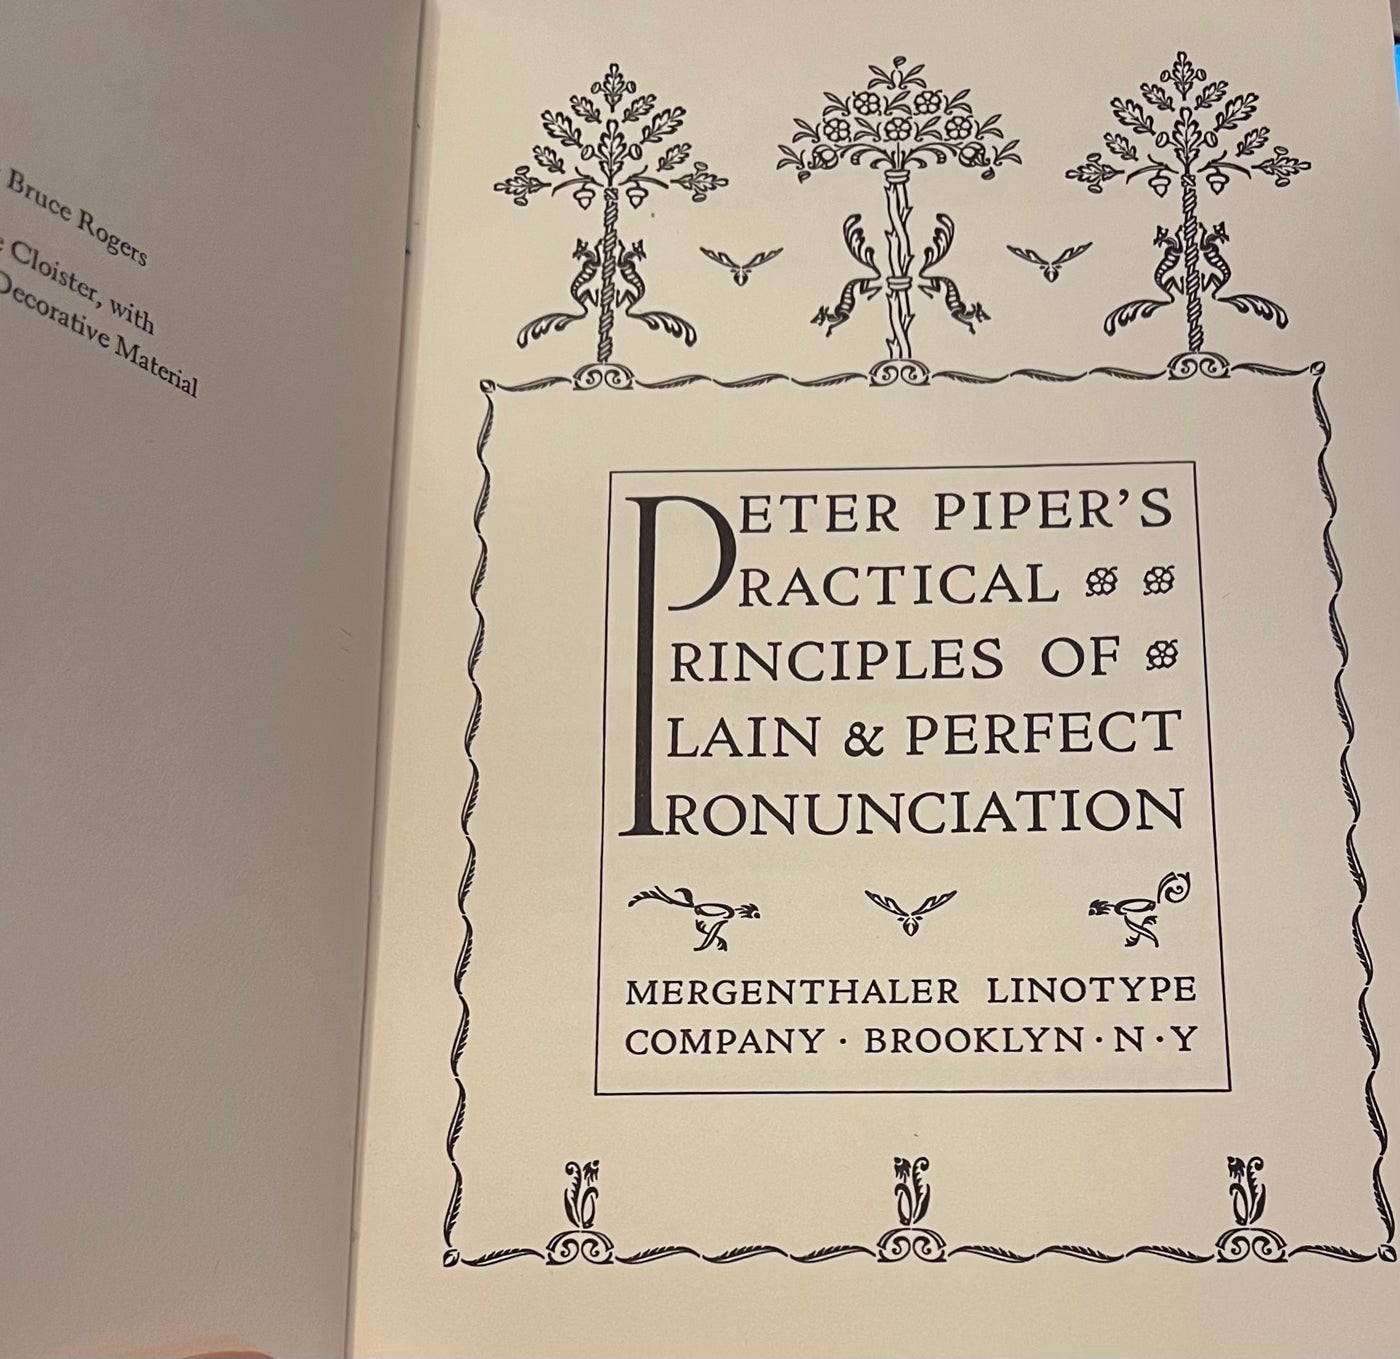 Bruce Rogers
Cloister, with
Decorative Material
PETER PIPER'S
PRACTICAL
PRINCIPLES OF
PLAIN & PERFECT
PRONUNCIATION
MERGENTHALER LINOTYPE
COMPANY · BROOKLYN · N · Y